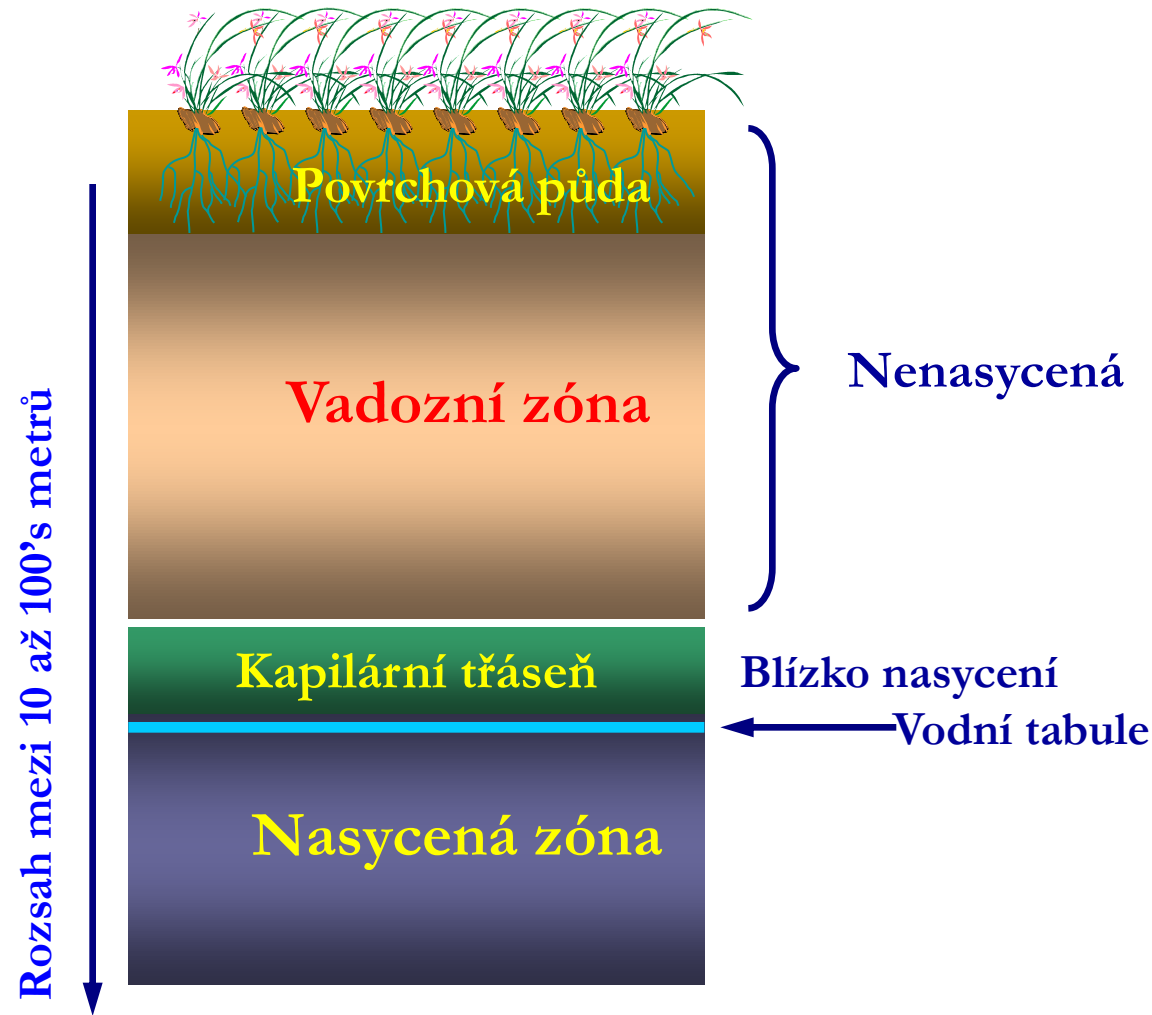 Povrchová půda
Vadozní zóna
Nenasycená
Kapilární třáseň
Blízko nasycení
Vodní tabule
Nasycená zóna
Rozsah mezi 10 až 100’s metrů